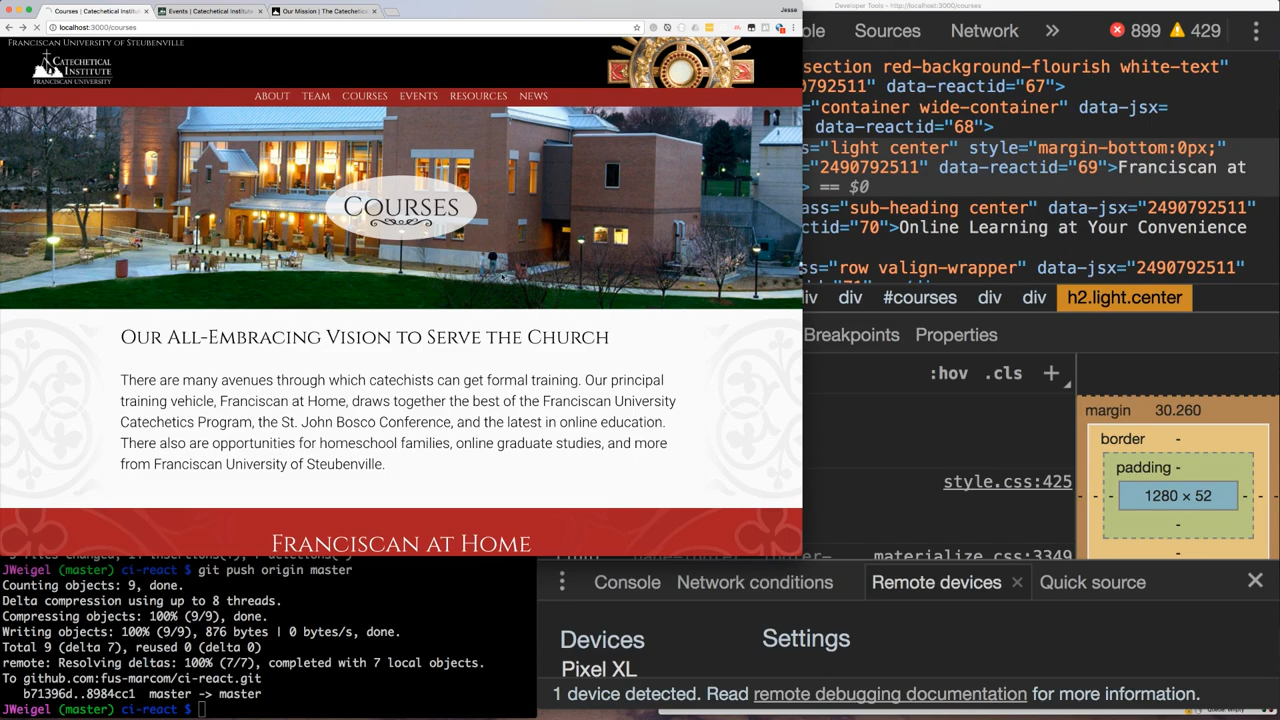 Courses | Catechetical Institut
Events | Catechetical Institute
Our Mission | The Catechetica
Jesse
localhost:3000/courses
Franciscan University of Steubenville
Catechetical
Institute
Franciscan University
ABOUT TEAM COURSES EVENTS RESOURCES NEWS
Courses
Our All-Embracing Vision to Serve the Church
There are many avenues through which catechists can get formal training. Our principal
training vehicle, Franciscan at Home, draws together the best of the Franciscan University
Catechetics Program, the St. John Bosco Conference, and the latest in online education.
There also are opportunities for homeschool families, online graduate studies, and more
from Franciscan University of Steubenville.
Franciscan at Home
JWeigel (master) ci-react $ git push origin master
Counting objects: 9, done.
Delta compression using up to 8 threads.
Compressing objects: 100% (9/9), done.
Writing objects: 100% (9/9), 876 bytes | 0 bytes/s, done.
Total 9 (delta 7), reused 0 (delta 0)
remote: Resolving deltas: 100% (7/7), completed with 7 local objects.
To github.com:fus-marcom/ci-react.git
b71396d..8984cc1 master -> master
JWeigel (master) ci-react $
Developer Tools - http://localhost:3000/courses
ole Sources Network » 899 429
section red-background-flourish white-text"
data-reactid="67">
"container wide-container" data-jsx=
data-reactid="68">
s="light center" style="margin-bottom:0px;"
"2490792511" data-reactid="69">Franciscan at
> == $0
ass="sub-heading center" data-jsx="2490792511"
ctid="70">Online Learning at Your Convenience
ss="row valign-wrapper" data-jsx="2490792511"
div div #courses div div h2.light.center
Breakpoints Properties
:hov .cls +
style.css:425
materialize.css:3349
margin 30.260
border -
padding -
- - - 1280 × 52 - - -
-
-
Console Network conditions Remote devices × Quick source
Devices
Pixel XL
Settings
1 device detected. Read remote debugging documentation for more information.